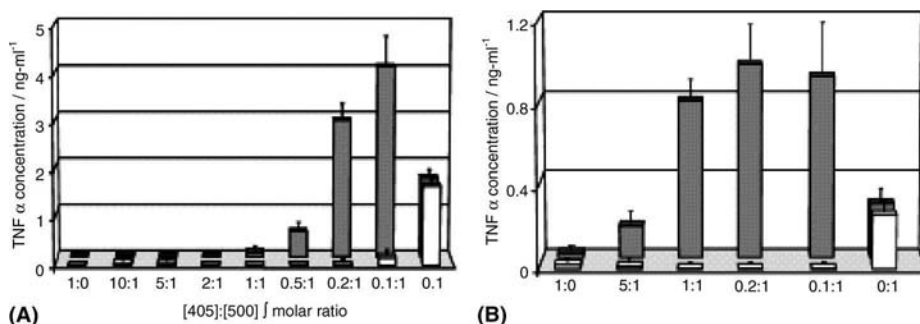 TNF α concentration / ng-ml⁻¹
5
4
3
2
1
0
1:0 10:1 5:1 2:1 1:1 0.5:1 0.2:1 0.1:1 0:1
[405]:[500] ∫ molar ratio
(A)
TNF α concentration / ng-ml⁻¹
1.2
0.8
0.4
0
1:0 5:1 1:1 0.2:1 0.1:1 0:1
(B)